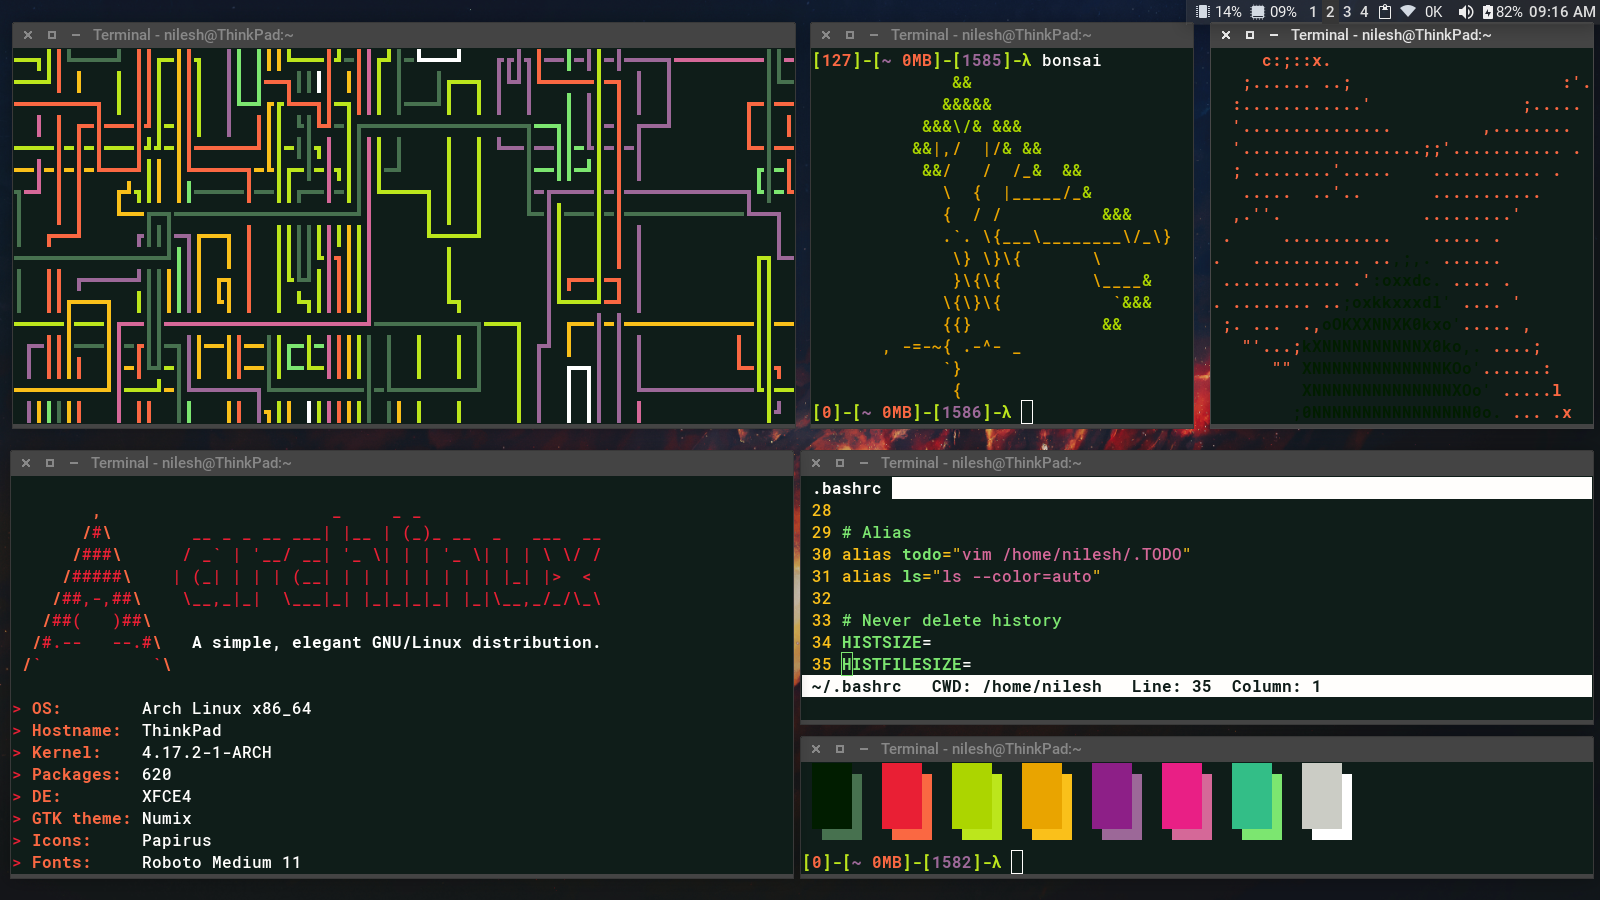 14% 09% 1 2 3 4 0K 82% 09:16 AM
Terminal - nilesh@ThinkPad:~
Terminal - nilesh@ThinkPad:~
[127]-[~ 0MB]-[1585]-λ bonsai
[0]-[~ 0MB]-[1586]-λ
Terminal - nilesh@ThinkPad:~
Terminal - nilesh@ThinkPad:~
archlinux
A simple, elegant GNU/Linux distribution.
> OS: Arch Linux x86_64
> Hostname: ThinkPad
> Kernel: 4.17.2-1-ARCH
> Packages: 620
> DE: XFCE4
> GTK theme: Numix
> Icons: Papirus
> Fonts: Roboto Medium 11
Terminal - nilesh@ThinkPad:~
.bashrc
28
29 # Alias
30 alias todo="vim /home/nilesh/.TODO"
31 alias ls="ls --color=auto"
32
33 # Never delete history
34 HISTSIZE=
35 HISTFILESIZE=
~/.bashrc CWD: /home/nilesh Line: 35 Column: 1
Terminal - nilesh@ThinkPad:~
[0]-[~ 0MB]-[1582]-λ